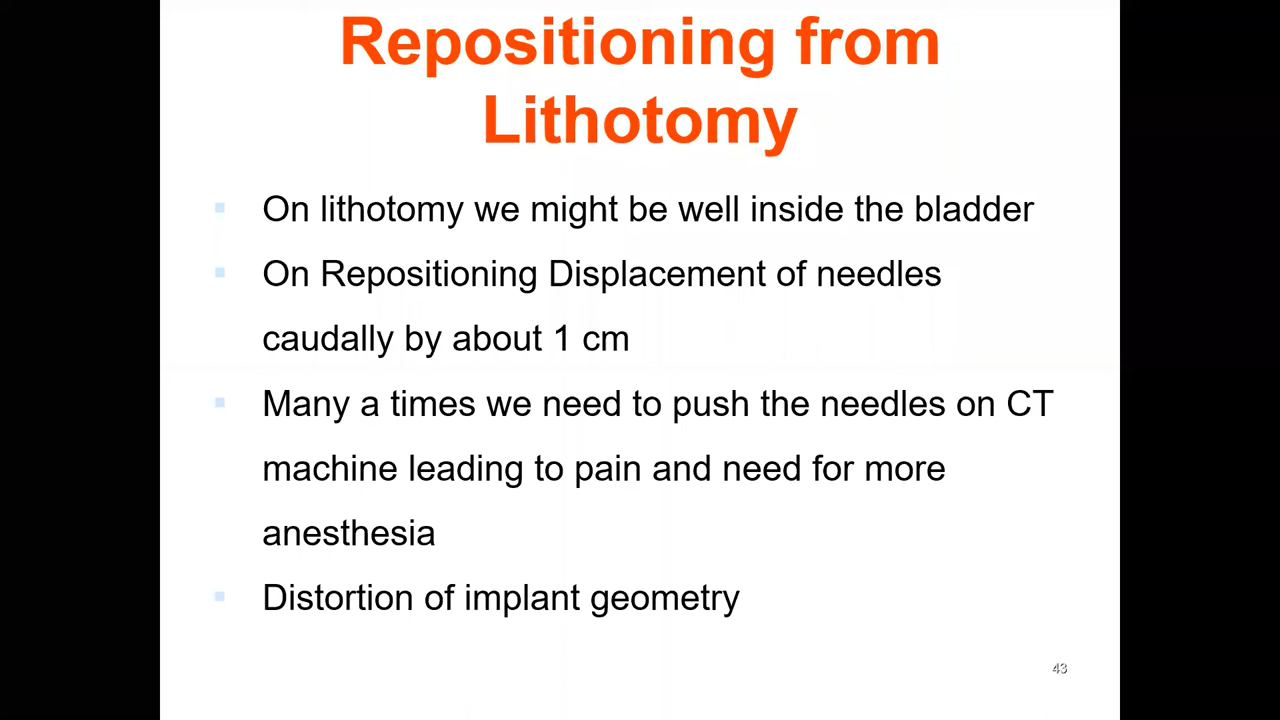 Repositioning from
Lithotomy
▪ On lithotomy we might be well inside the bladder
▪ On Repositioning Displacement of needles
caudally by about 1 cm
▪ Many a times we need to push the needles on CT
machine leading to pain and need for more
anesthesia
▪ Distortion of implant geometry
43